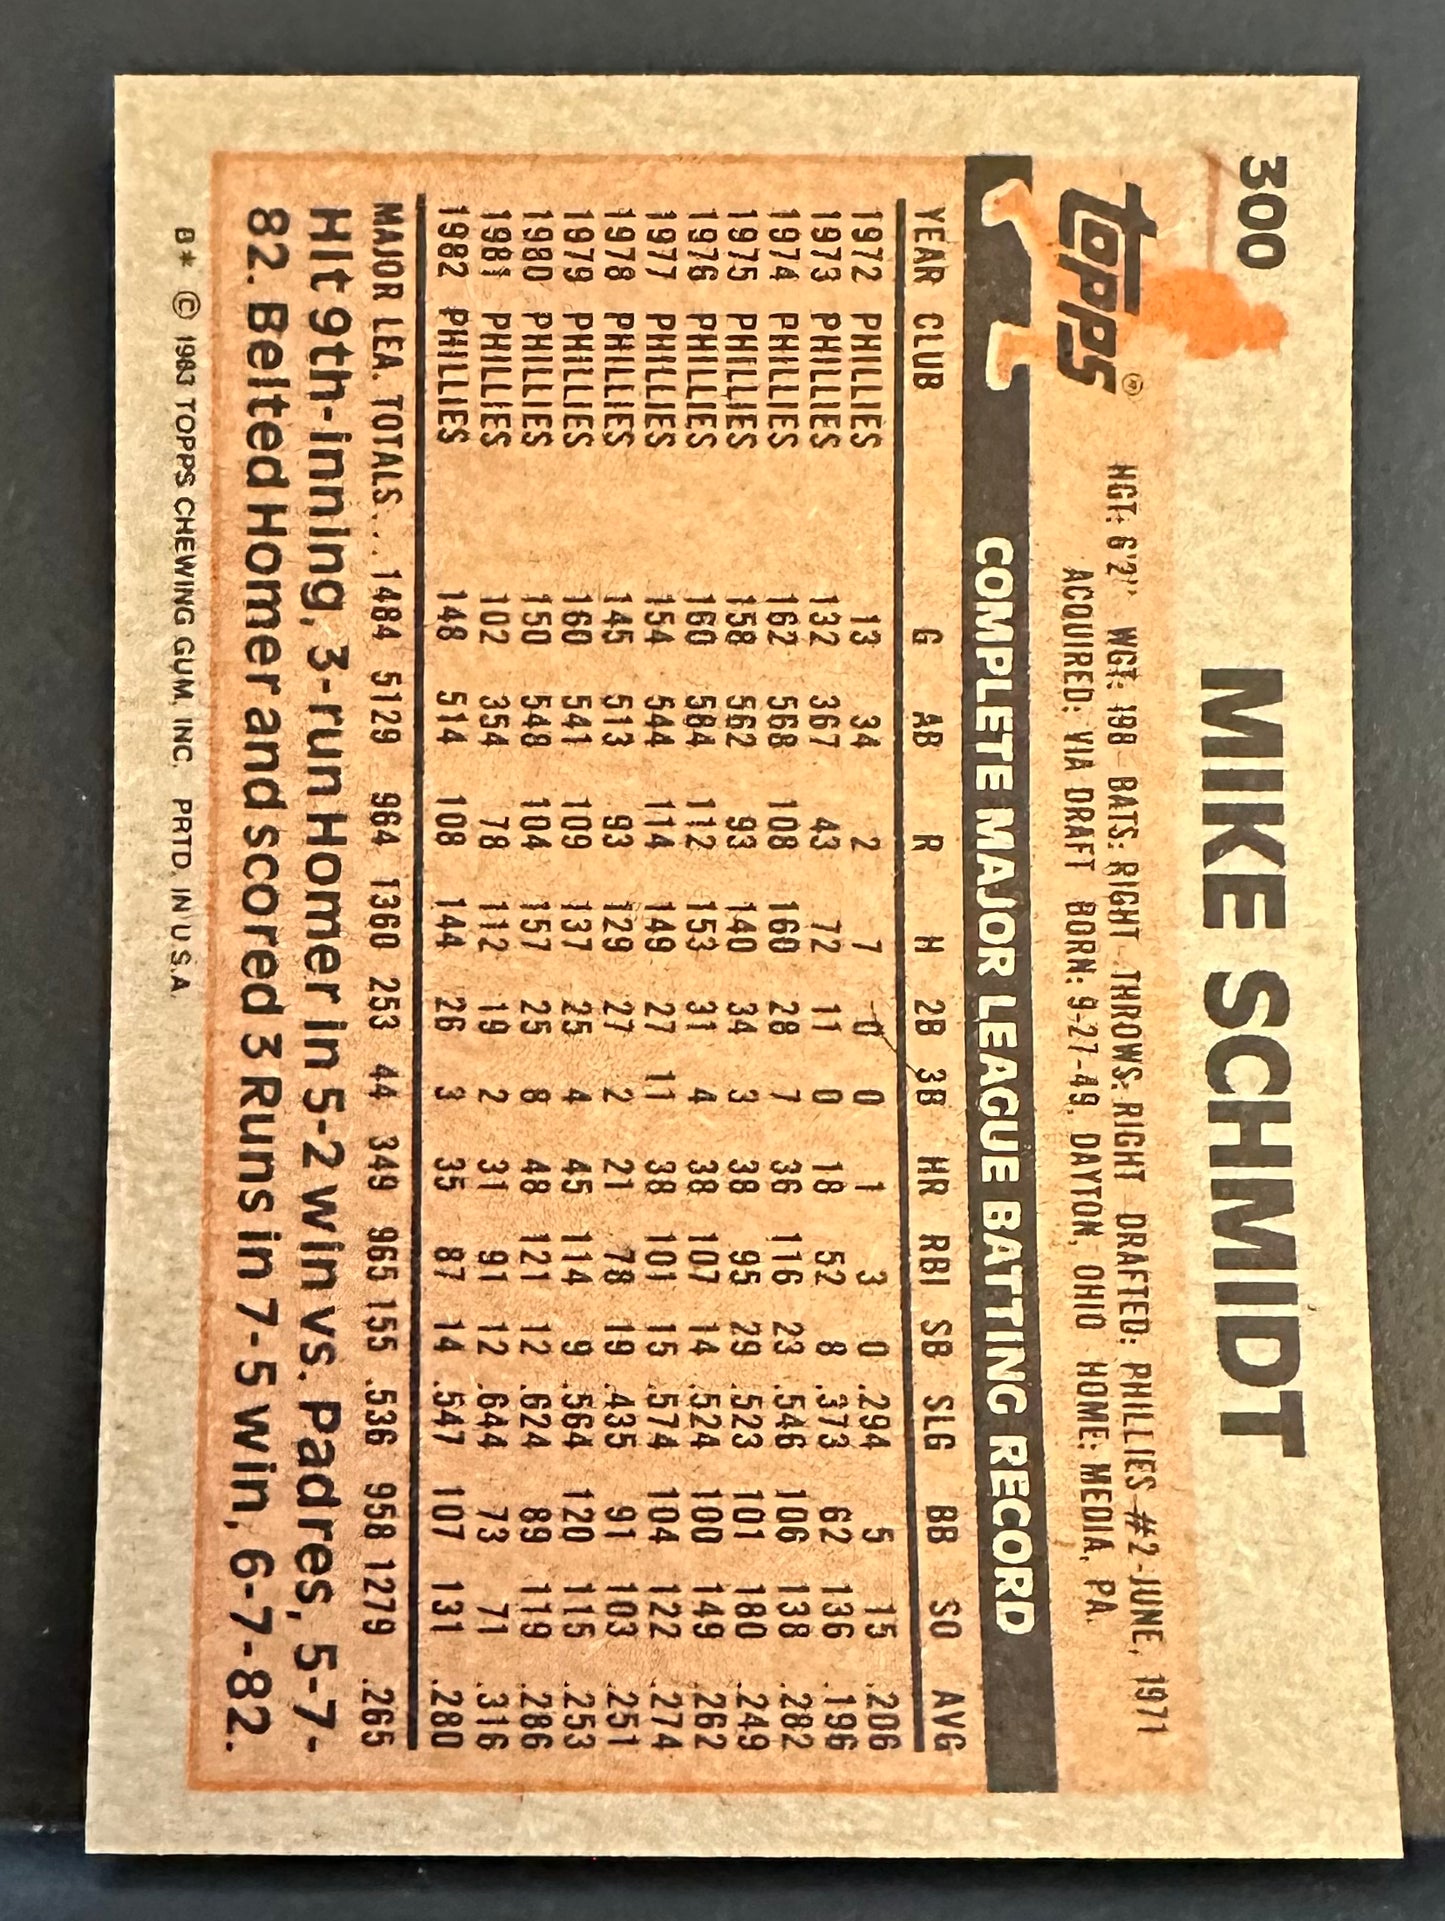 300 MIKE SCHMIDT
Topps®
HGT: 6'2" WGT: 198 BATS: RIGHT THROWS: RIGHT DRAFTED: PHILLIES #2-JUNE, 1971
ACQUIRED: VIA DRAFT BORN: 9-27-49, DAYTON, OHIO HOME: MEDIA, PA.
COMPLETE MAJOR LEAGUE BATTING RECORD
YEAR CLUB G AB R H 2B 3B HR RBI SB SLG BB SO AVG
1972 PHILLIES 13 34 2 7 0 0 1 3 0 .294 5 15 .206
1973 PHILLIES 132 367 43 72 11 0 18 52 8 .373 62 136 .196
1974 PHILLIES 162 568 108 160 28 7 36 116 23 .546 106 138 .282
1975 PHILLIES 158 562 93 140 34 3 38 95 29 .523 101 180 .249
1976 PHILLIES 160 584 112 153 31 4 38 107 14 .524 100 149 .262
1977 PHILLIES 154 544 114 149 27 11 38 101 15 .574 104 122 .274
1978 PHILLIES 145 513 93 129 27 2 21 78 19 .435 91 103 .251
1979 PHILLIES 160 541 109 137 25 4 45 114 9 .564 120 115 .253
1980 PHILLIES 150 548 104 157 25 8 48 121 12 .624 89 119 .286
1981 PHILLIES 102 354 78 112 19 2 31 91 12 .644 73 71 .316
1982 PHILLIES 148 514 108 144 26 3 35 87 14 .547 107 131 .280
MAJOR LEA. TOTALS... 1484 5129 964 1360 253 44 349 965 155 .536 958 1279 .265
Hit 9th-inning, 3-run Homer in 5-2 win vs. Padres, 5-7-
82. Belted Homer and scored 3 Runs in 7-5 win, 6-7-82.
B* © 1983 TOPPS CHEWING GUM, INC. PRTD. IN U.S.A.